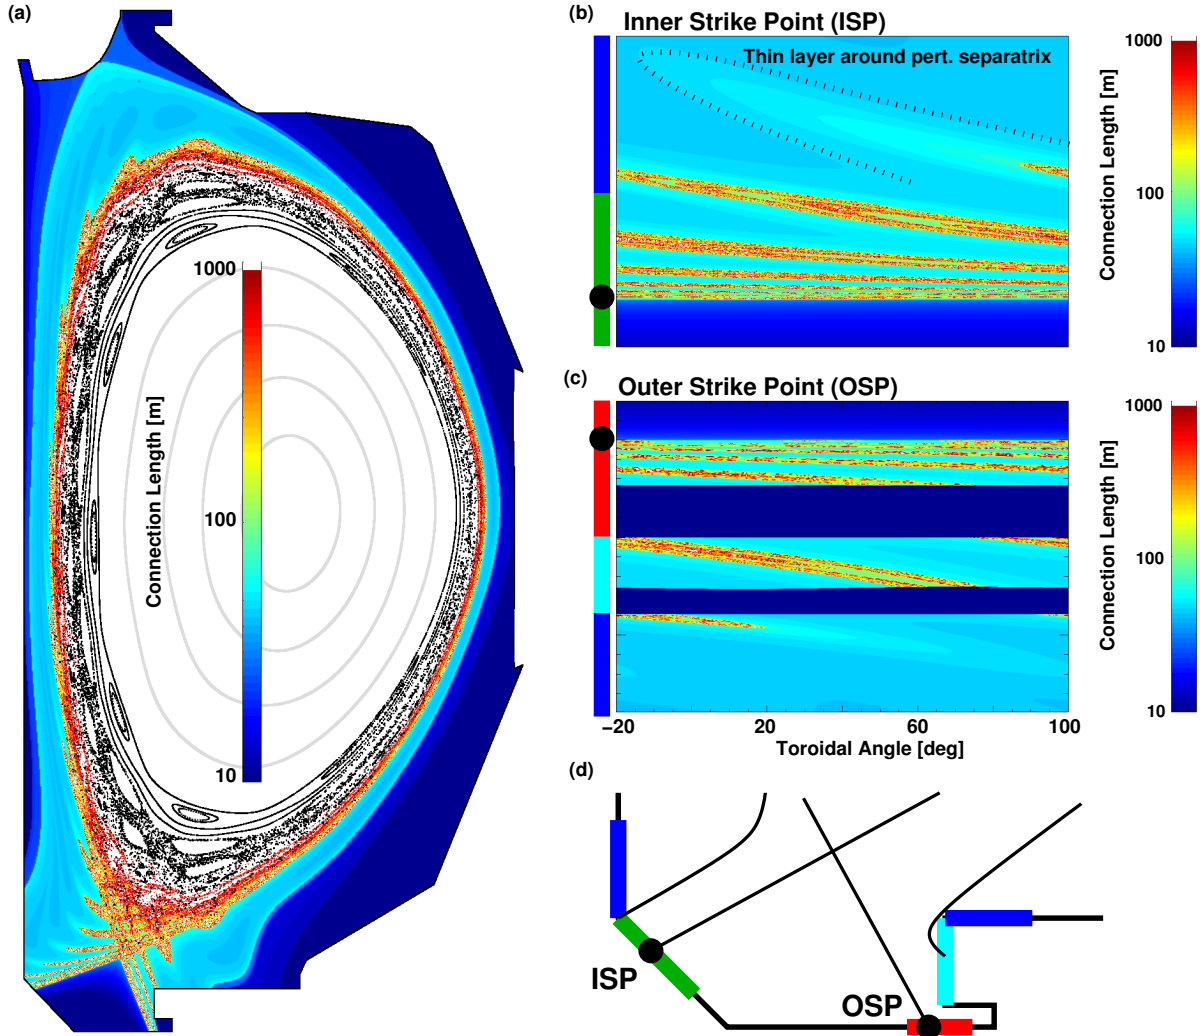 (a)
1000
100
10
Connection Length [m]
(b)
Inner Strike Point (ISP)
Thin layer around pert. separatrix
1000
100
10
Connection Length [m]
(c)
Outer Strike Point (OSP)
1000
100
10
Connection Length [m]
−20
20
60
100
Toroidal Angle [deg]
(d)
ISP
OSP